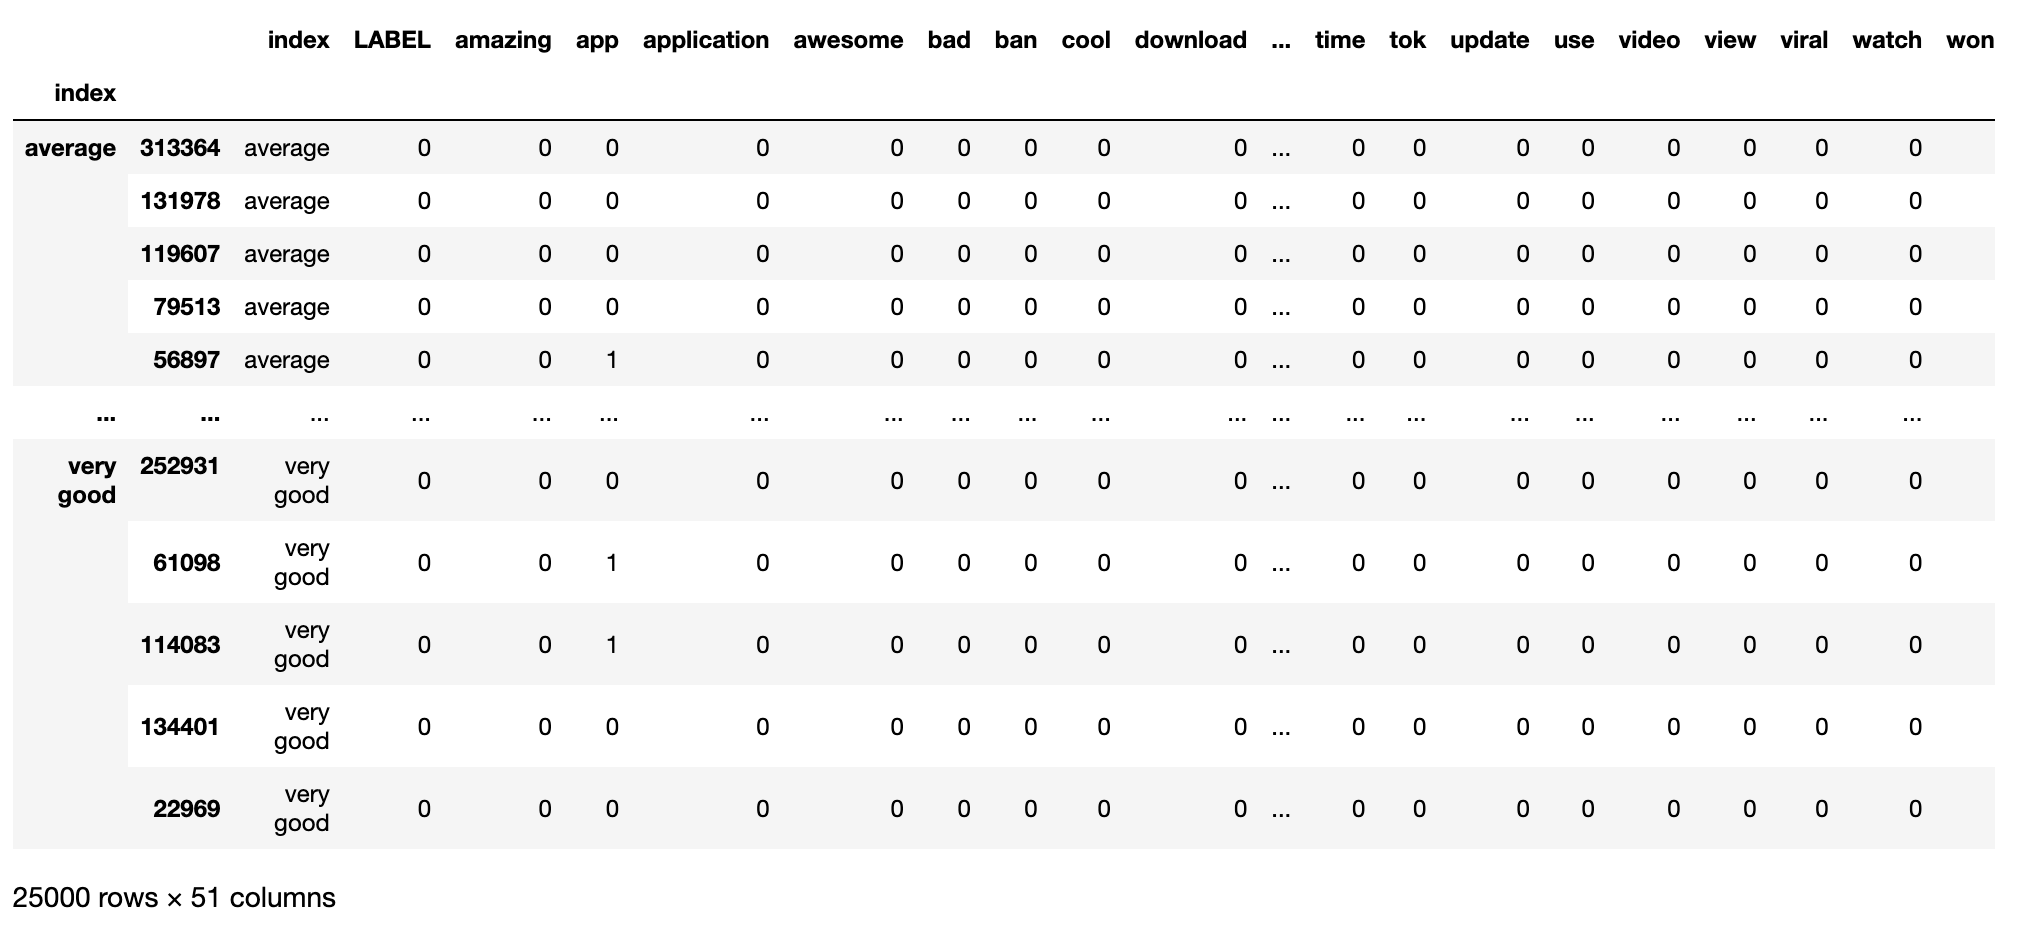 index LABEL amazing app application awesome bad ban cool download ... time tok update use video view viral watch won
index
average 313364 average 0 0 0 0 0 0 0 0 0 ... 0 0 0 0 0 0 0 0
131978 average 0 0 0 0 0 0 0 0 0 ... 0 0 0 0 0 0 0 0
119607 average 0 0 0 0 0 0 0 0 0 ... 0 0 0 0 0 0 0 0
79513 average 0 0 0 0 0 0 0 0 0 ... 0 0 0 0 0 0 0 0
56897 average 0 0 1 0 0 0 0 0 0 ... 0 0 0 0 0 0 0 0
... ... ... ... ... ... ... ... ... ... ... ... ... ... ... ... ... ... ... ... ...
very good 252931 very good 0 0 0 0 0 0 0 0 0 ... 0 0 0 0 0 0 0 0
61098 very good 0 0 1 0 0 0 0 0 0 ... 0 0 0 0 0 0 0 0
114083 very good 0 0 1 0 0 0 0 0 0 ... 0 0 0 0 0 0 0 0
134401 very good 0 0 0 0 0 0 0 0 0 ... 0 0 0 0 0 0 0 0
22969 very good 0 0 0 0 0 0 0 0 0 ... 0 0 0 0 0 0 0 0
25000 rows × 51 columns